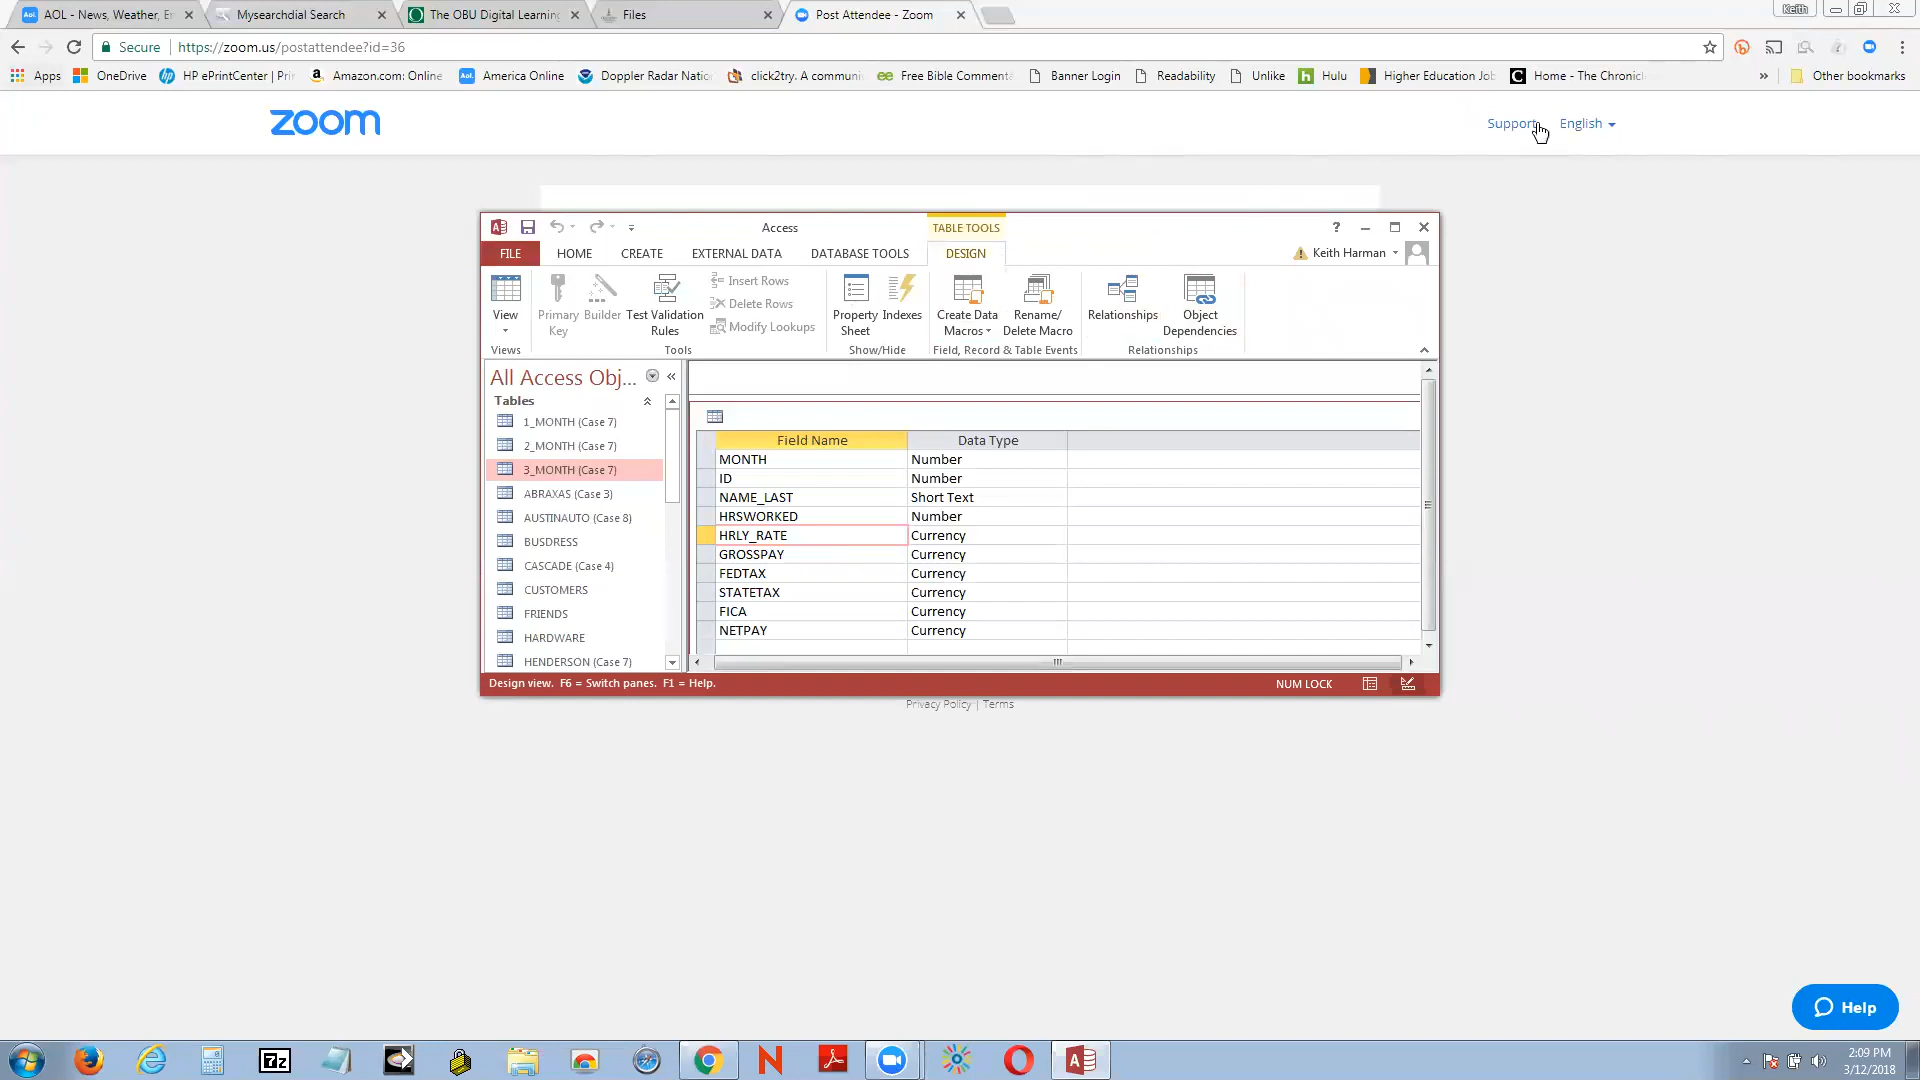 AOL - News, Weather, En
Mysearchdial Search
The OBU Digital Learning
Files
Post Attendee - Zoom
Keith
Secure
https://zoom.us/postattendee?id=36
Apps
OneDrive
HP ePrintCenter | Pri
Amazon.com: Online
America Online
Doppler Radar Natio
click2try. A commun
Free Bible Commenta
Banner Login
Readability
Unlike
Hulu
Higher Education Job
Home - The Chronicl
Other bookmarks
zoom
Support
English
Access
TABLE TOOLS
FILE
HOME
CREATE
EXTERNAL DATA
DATABASE TOOLS
DESIGN
Keith Harman
View
Primary Key
Builder
Test Validation Rules
Insert Rows
Delete Rows
Modify Lookups
Property Sheet
Indexes
Create Data Macros
Rename/ Delete Macro
Relationships
Object Dependencies
Views
Tools
Show/Hide
Field, Record & Table Events
Relationships
All Access Obj...
Tables
1_MONTH (Case 7)
2_MONTH (Case 7)
3_MONTH (Case 7)
ABRAXAS (Case 3)
AUSTINAUTO (Case 8)
BUSDRESS
CASCADE (Case 4)
CUSTOMERS
FRIENDS
HARDWARE
HENDERSON (Case 7)
Field Name Data Type
MONTH Number
ID Number
NAME_LAST Short Text
HRSWORKED Number
HRLY_RATE Currency
GROSSPAY Currency
FEDTAX Currency
STATETAX Currency
FICA Currency
NETPAY Currency
Design view. F6 = Switch panes. F1 = Help.
NUM LOCK
Privacy Policy | Terms
Help
7z
2:09 PM
3/12/2018